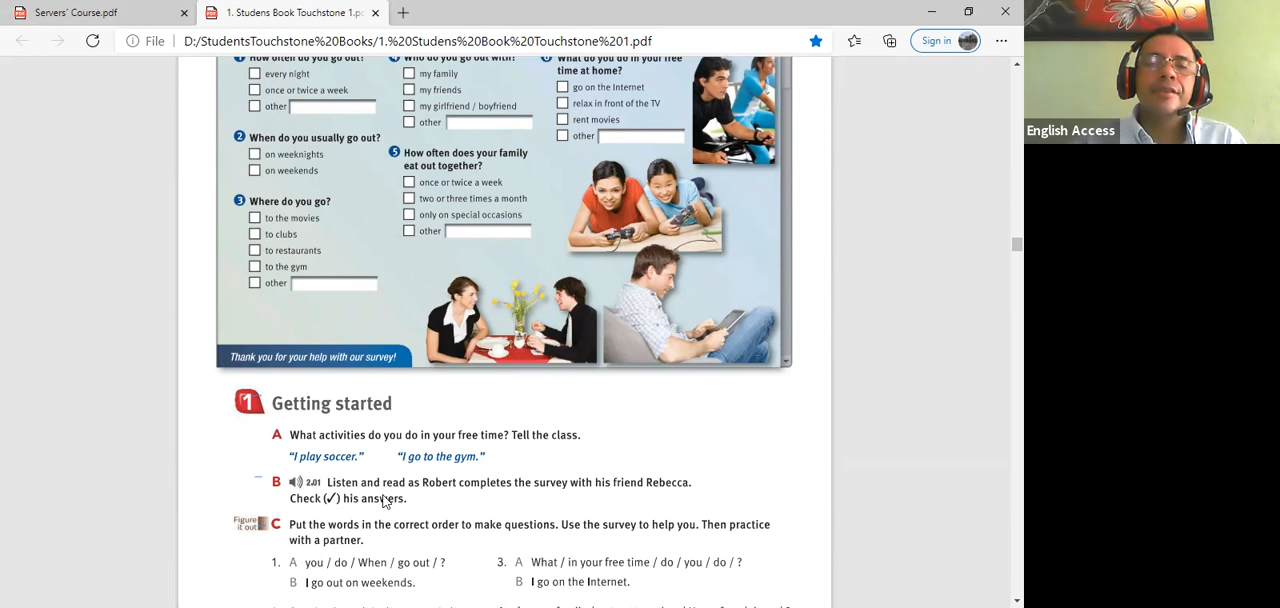 Servers' Course.pdf
1. Studens Book Touchstone 1.pd
File
D:/StudentsTouchstone%20Books/1.%20Studens%20Book%20Touchstone%201.pdf
Sign in
English Access
1 How often do you go out?
every night
once or twice a week
other
2 When do you usually go out?
on weeknights
on weekends
3 Where do you go?
to the movies
to clubs
to restaurants
to the gym
other
4 Who do you go out with?
my family
my friends
my girlfriend / boyfriend
other
5 How often does your family
eat out together?
once or twice a week
two or three times a month
only on special occasions
other
What do you do in your free
time at home?
go on the Internet
relax in front of the TV
rent movies
other
Thank you for your help with our survey!
1 Getting started
A What activities do you do in your free time? Tell the class.
"I play soccer." "I go to the gym."
B 2.01 Listen and read as Robert completes the survey with his friend Rebecca.
Check (✓) his answers.
Figure
it out
C Put the words in the correct order to make questions. Use the survey to help you. Then practice
with a partner.
1. A you / do / When / go out / ?
B I go out on weekends.
3. A What / in your free time / do / you / do / ?
B I go on the Internet.